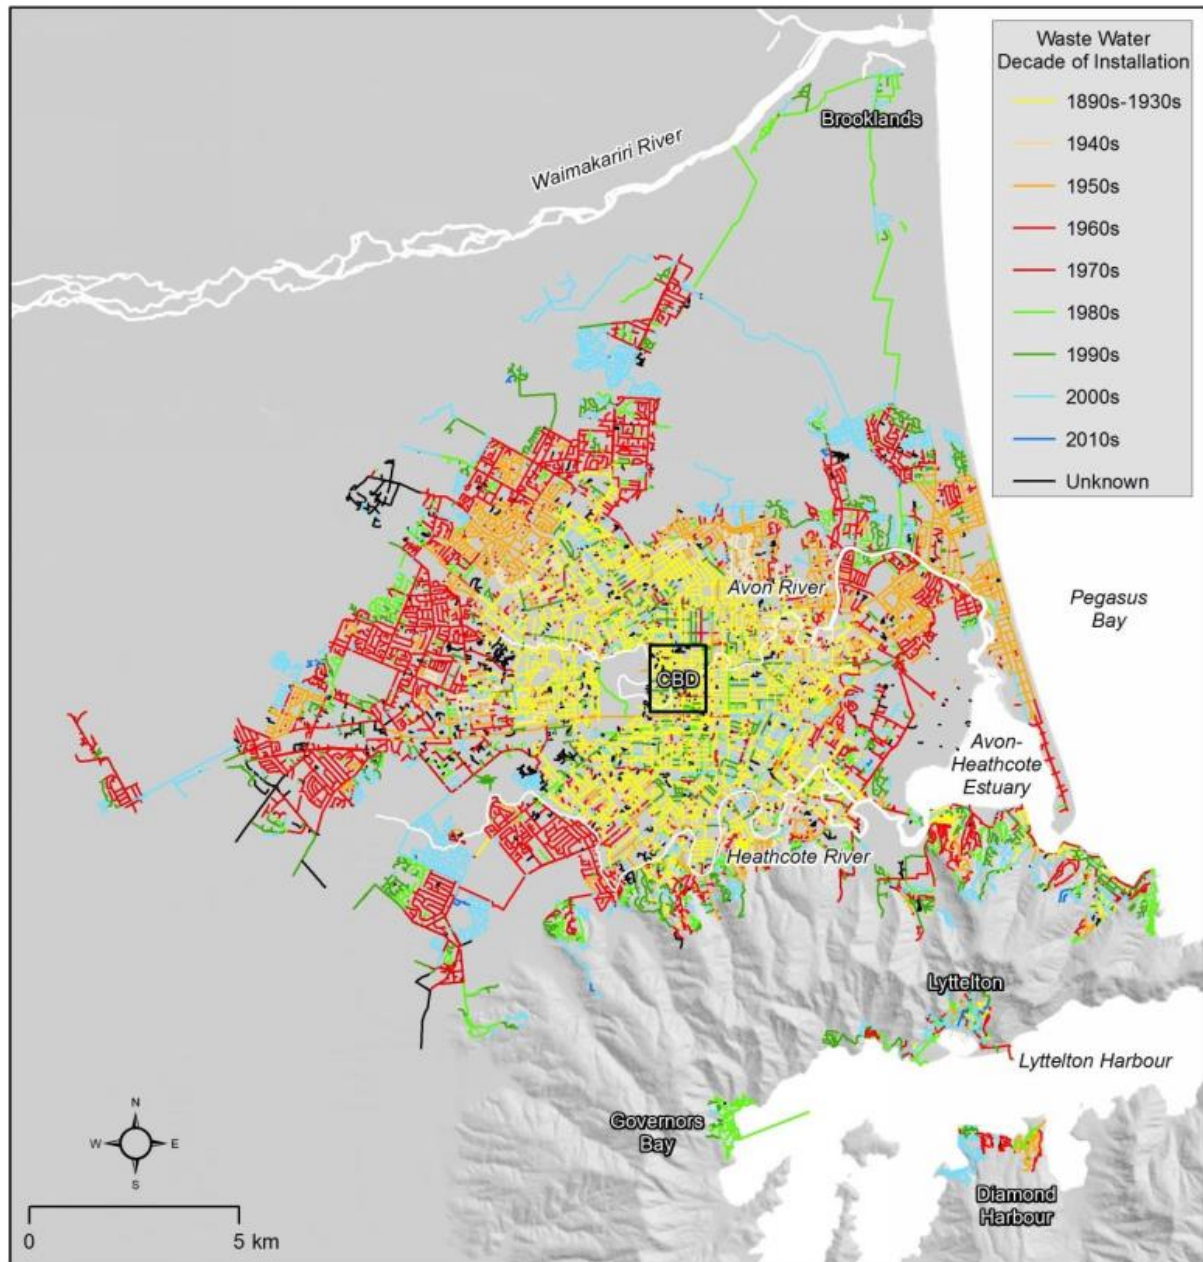 Waste Water
Decade of Installation
1890s-1930s
1940s
1950s
1960s
1970s
1980s
1990s
2000s
2010s
Unknown
Brooklands
Waimakariri River
Avon River
Pegasus
Bay
CBD
Avon-
Heathcote
Estuary
Heathcote River
Lyttelton
Lyttelton Harbour
Governors
Bay
Diamond
Harbour
N
W
E
S
0
5 km